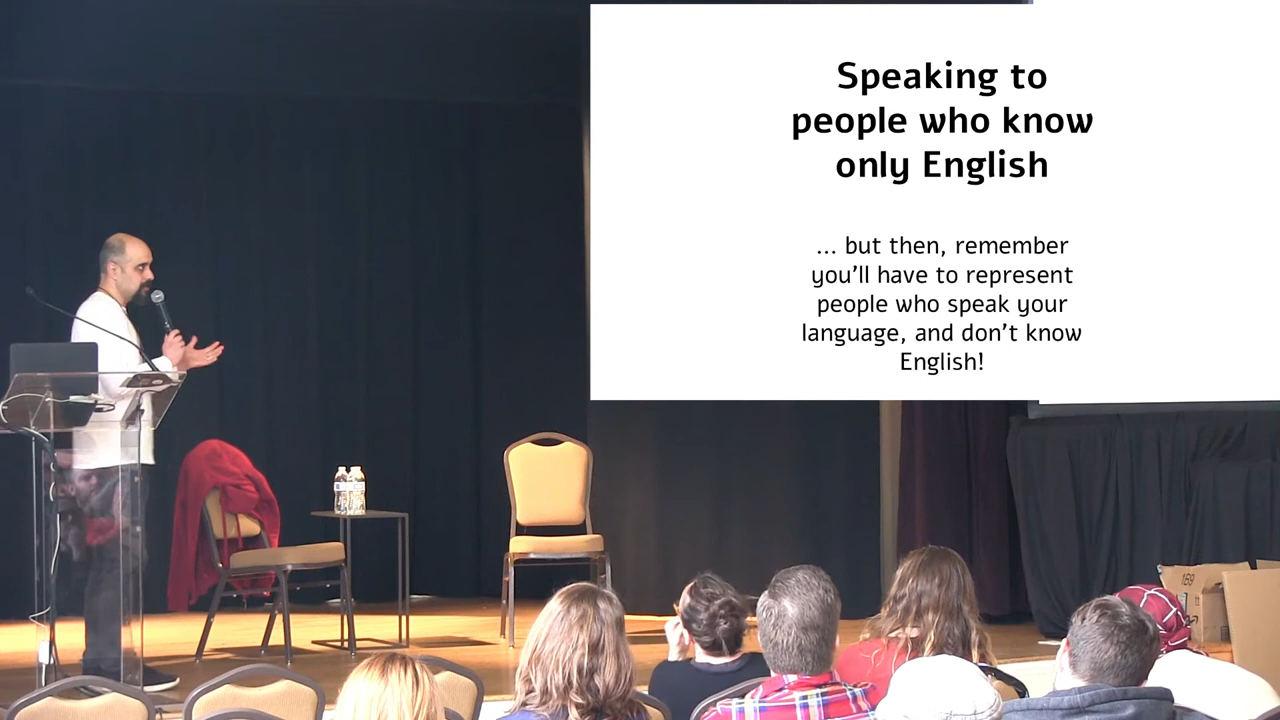 Speaking to
people who know
only English
... but then, remember
you'll have to represent
people who speak your
language, and don't know
English!
169